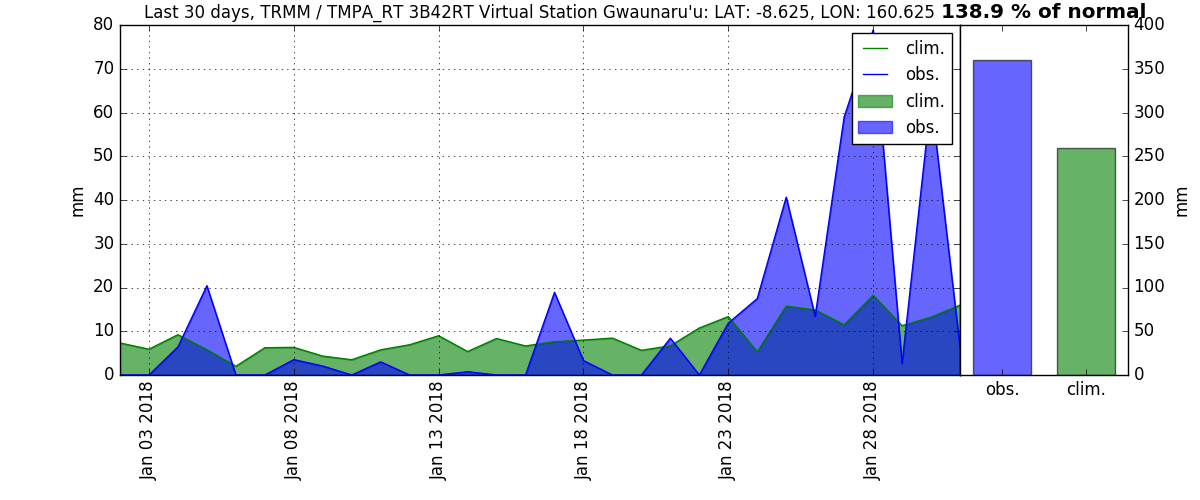 Last 30 days, TRMM / TMPA_RT 3B42RT Virtual Station Gwaunaru'u: LAT: -8.625, LON: 160.625 138.9 % of normal
80
70
60
50
40
30
20
10
0
mm
Jan 03 2018
Jan 08 2018
Jan 13 2018
Jan 18 2018
Jan 23 2018
Jan 28 2018
clim.
obs.
clim.
obs.
400
350
300
250
200
150
100
50
0
mm
obs.
clim.